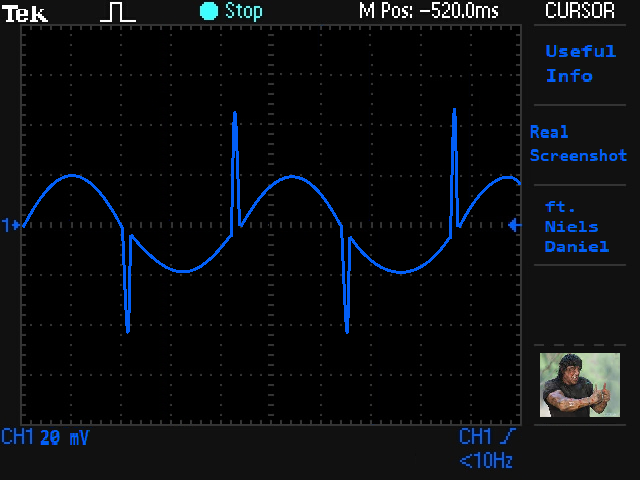 Tek Stop M Pos: -520.0ms CURSOR
Useful
Info
Real
Screenshot
1
ft.
Niels
Daniel
CH1 20 mV CH1
<10Hz